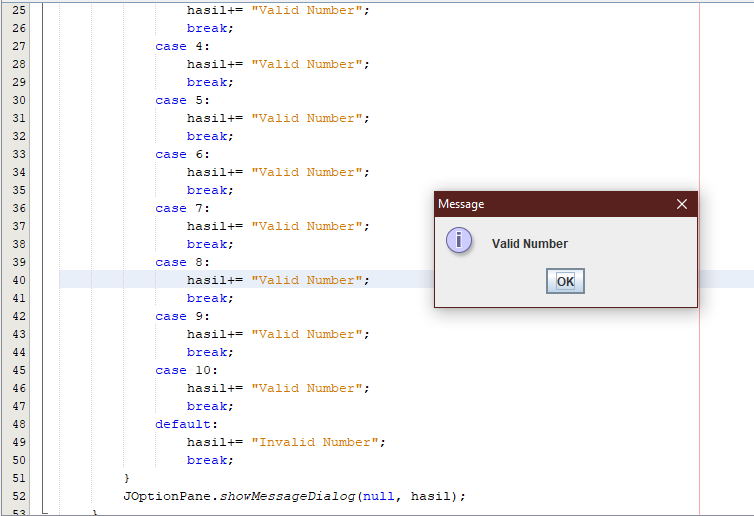 25 hasil+= "Valid Number";
26 break;
27 case 4:
28 hasil+= "Valid Number";
29 break;
30 case 5:
31 hasil+= "Valid Number";
32 break;
33 case 6:
34 hasil+= "Valid Number";
35 break;
36 case 7:
37 hasil+= "Valid Number";
38 break;
39 case 8:
40 hasil+= "Valid Number";
41 break;
42 case 9:
43 hasil+= "Valid Number";
44 break;
45 case 10:
46 hasil+= "Valid Number";
47 break;
48 default:
49 hasil+= "Invalid Number";
50 break;
51 }
52 JOptionPane.showMessageDialog(null, hasil);
53 }
Message
Valid Number
OK